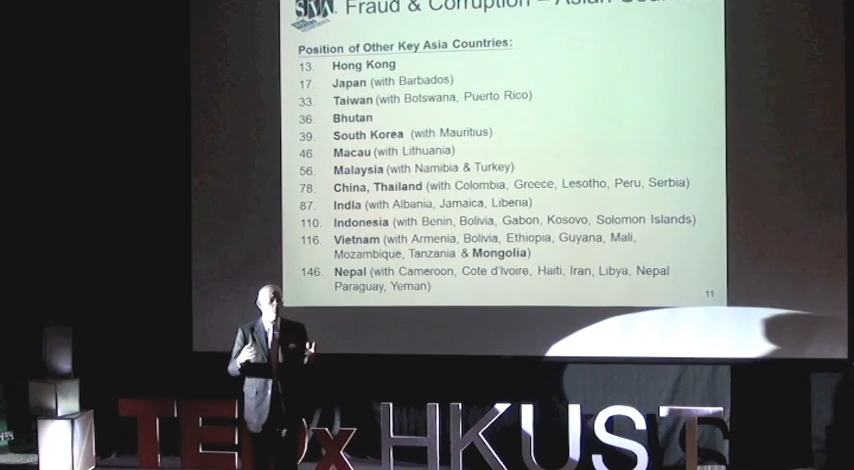 Fraud & Corruption – Asian
Position of Other Key Asia Countries:
13. Hong Kong
17. Japan (with Barbados)
33. Taiwan (with Botswana, Puerto Rico)
36. Bhutan
39. South Korea (with Mauritius)
46. Macau (with Lithuania)
56. Malaysia (with Namibia & Turkey)
78. China, Thailand (with Colombia, Greece, Lesotho, Peru, Serbia)
87. India (with Albania, Jamaica, Liberia)
110. Indonesia (with Benin, Bolivia, Gabon, Kosovo, Solomon Islands)
116. Vietnam (with Armenia, Bolivia, Ethiopia, Guyana, Mali,
Mozambique, Tanzania & Mongolia)
146. Nepal (with Cameroon, Cote d'Ivoire, Haiti, Iran, Libya, Nepal
Paraguay, Yeman)
11
TEDx HKUST